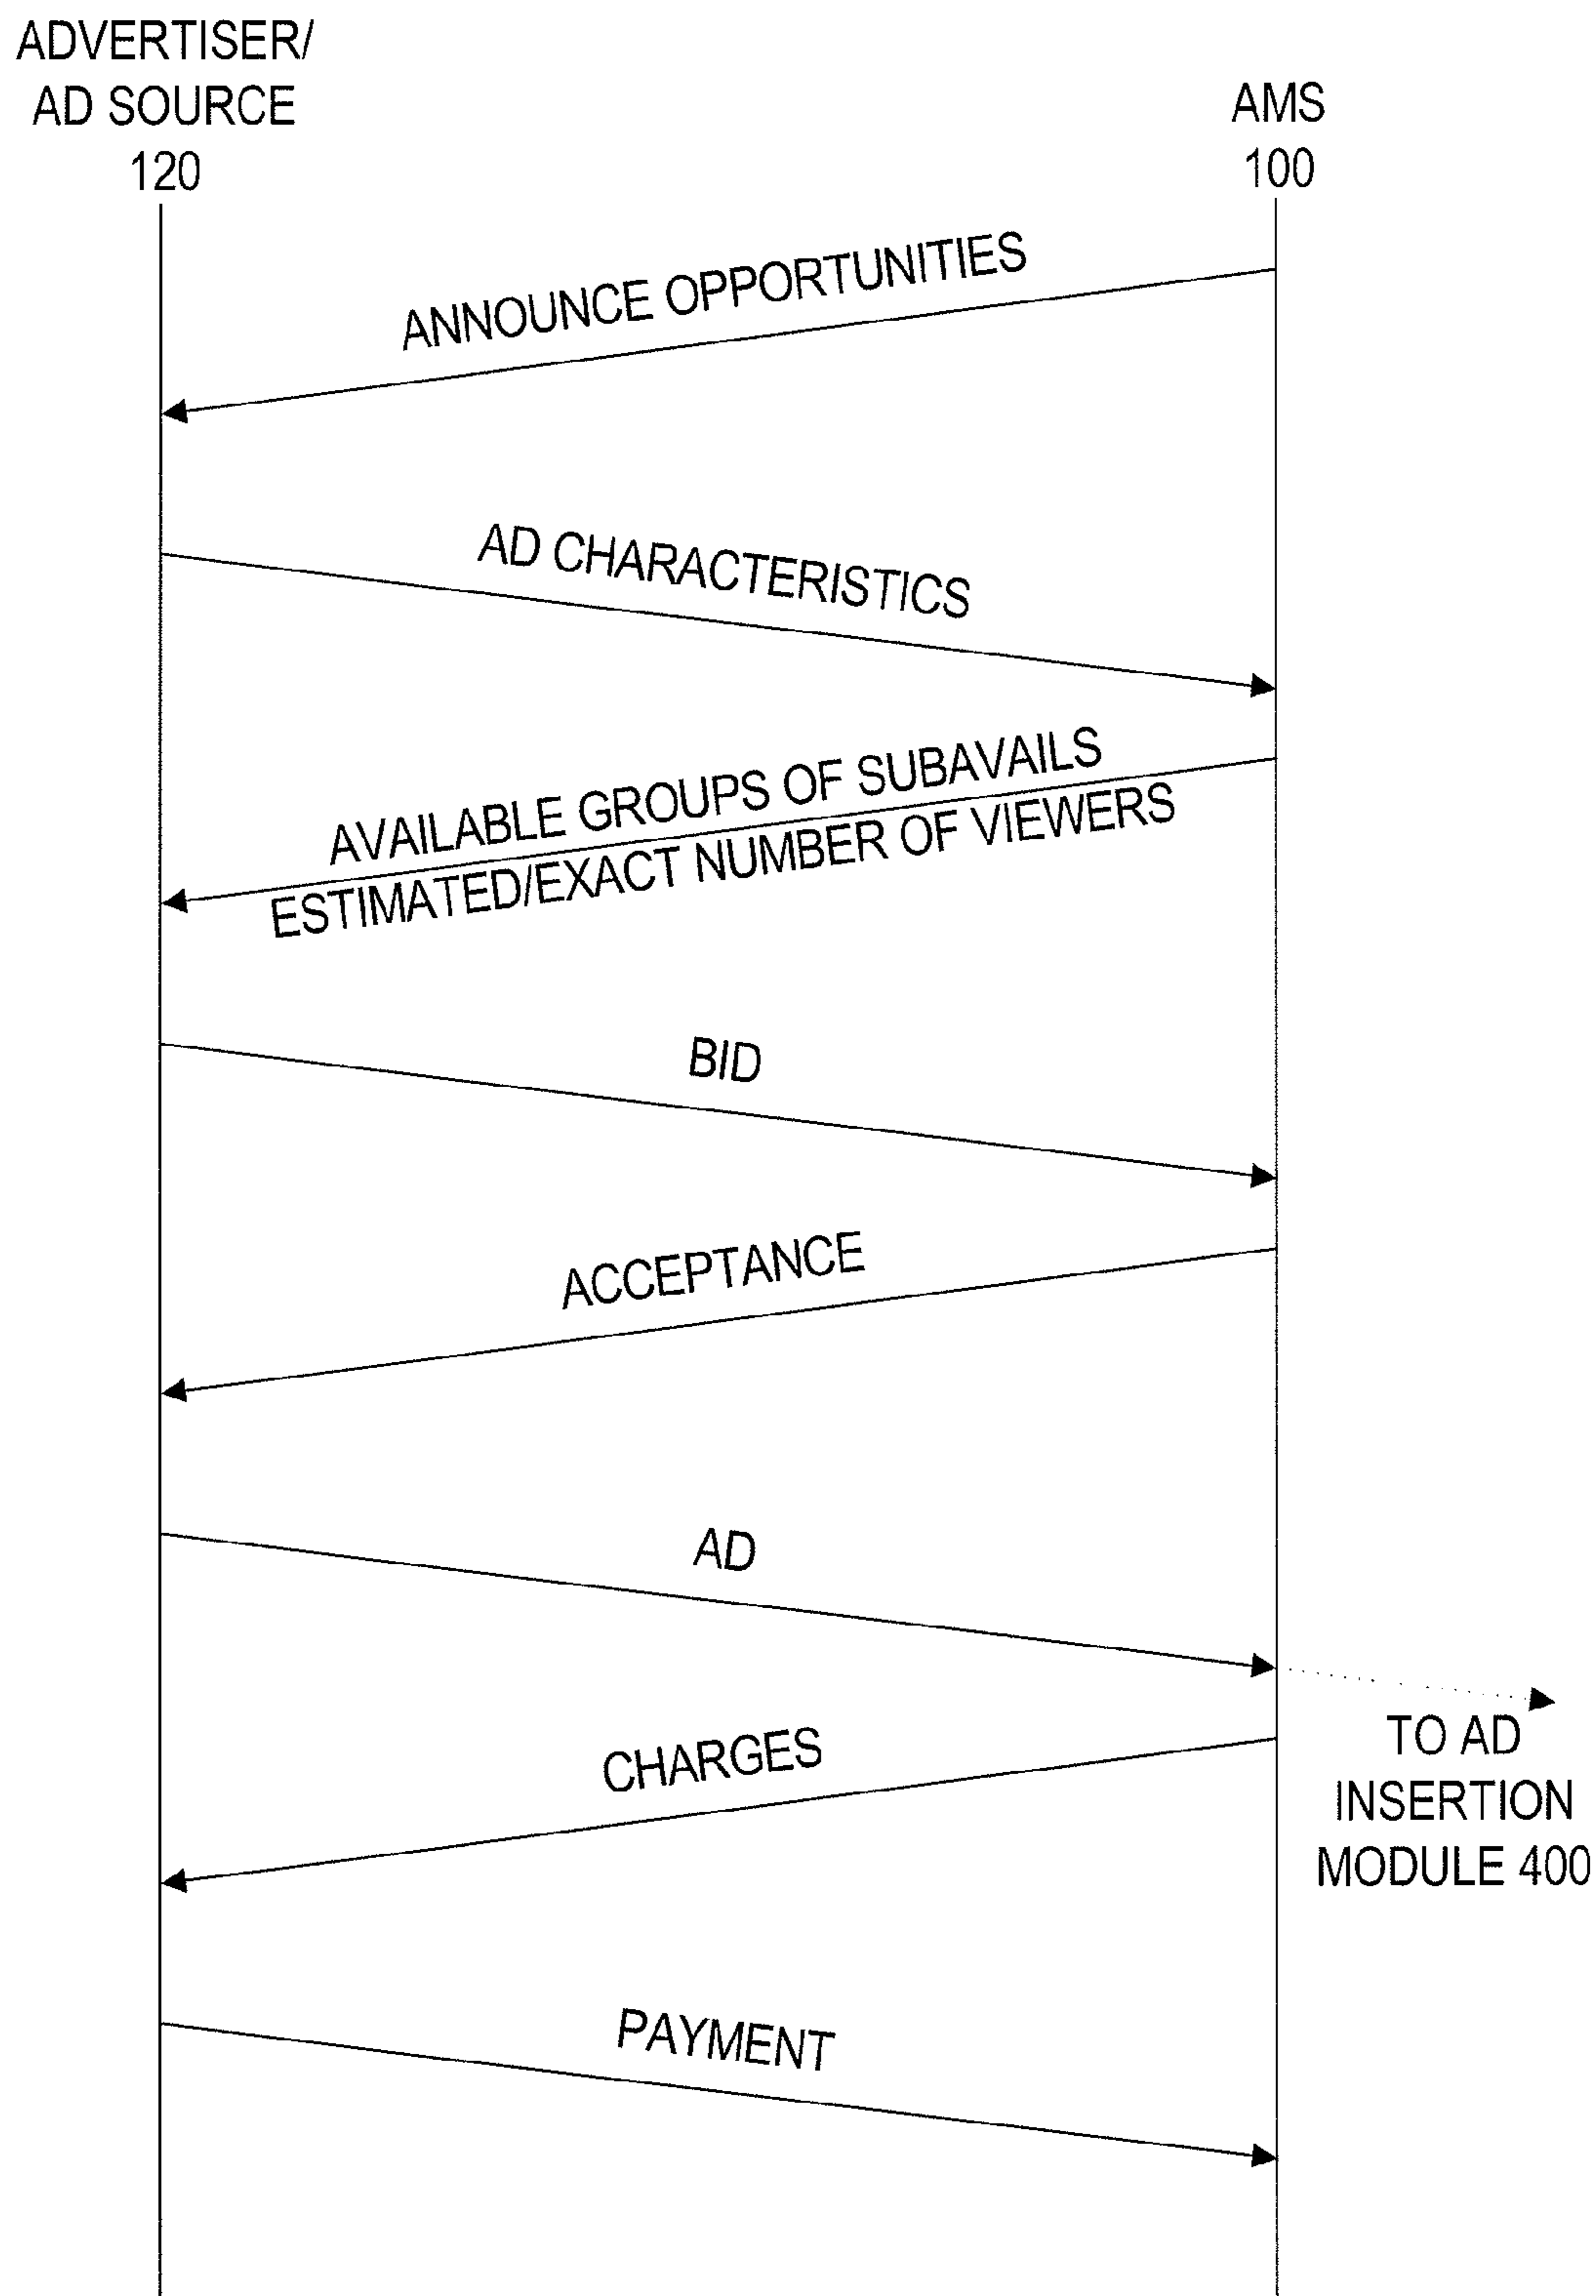 ADVERTISER/
AD SOURCE
120
AMS
100
ANNOUNCE OPPORTUNITIES
AD CHARACTERISTICS
AVAILABLE GROUPS OF SUBAVAILS
ESTIMATED/EXACT NUMBER OF VIEWERS
BID
ACCEPTANCE
AD
TO AD
INSERTION
MODULE 400
CHARGES
PAYMENT